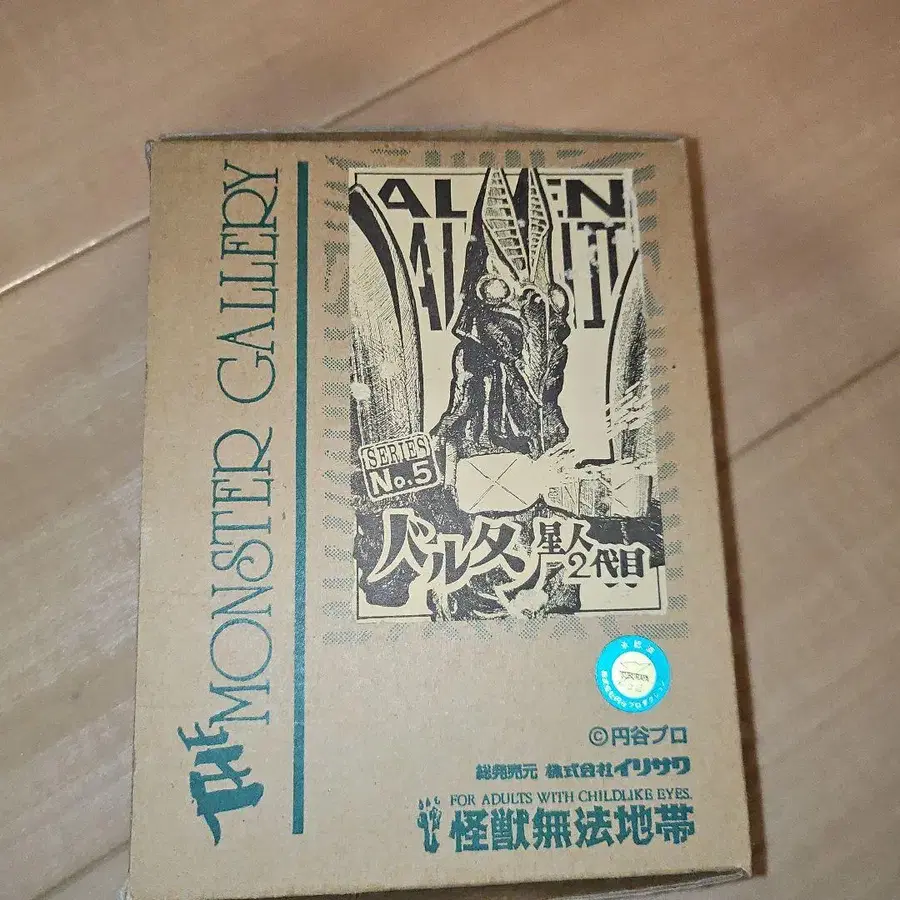 THE MONSTER GALLERY
ALIEN
SERIES
No.5
バルタン星人
2代目
©円谷プロ
総発売元 株式会社イリサワ
FOR ADULTS WITH CHILDLIKE EYES.
怪獣無法地帯